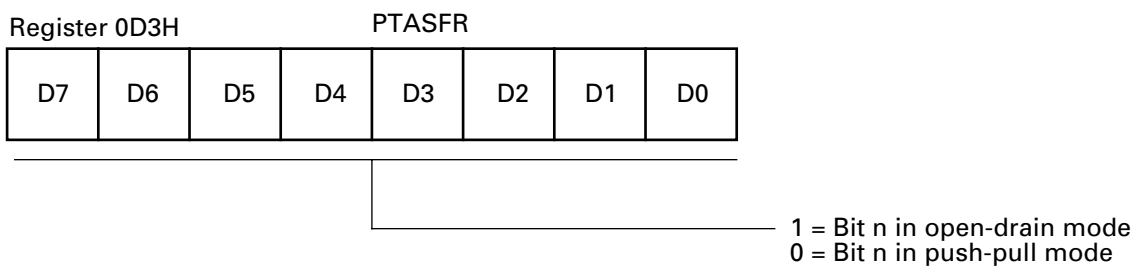 Register 0D3H PTASFR
D7 D6 D5 D4 D3 D2 D1 D0
1 = Bit n in open-drain mode
0 = Bit n in push-pull mode